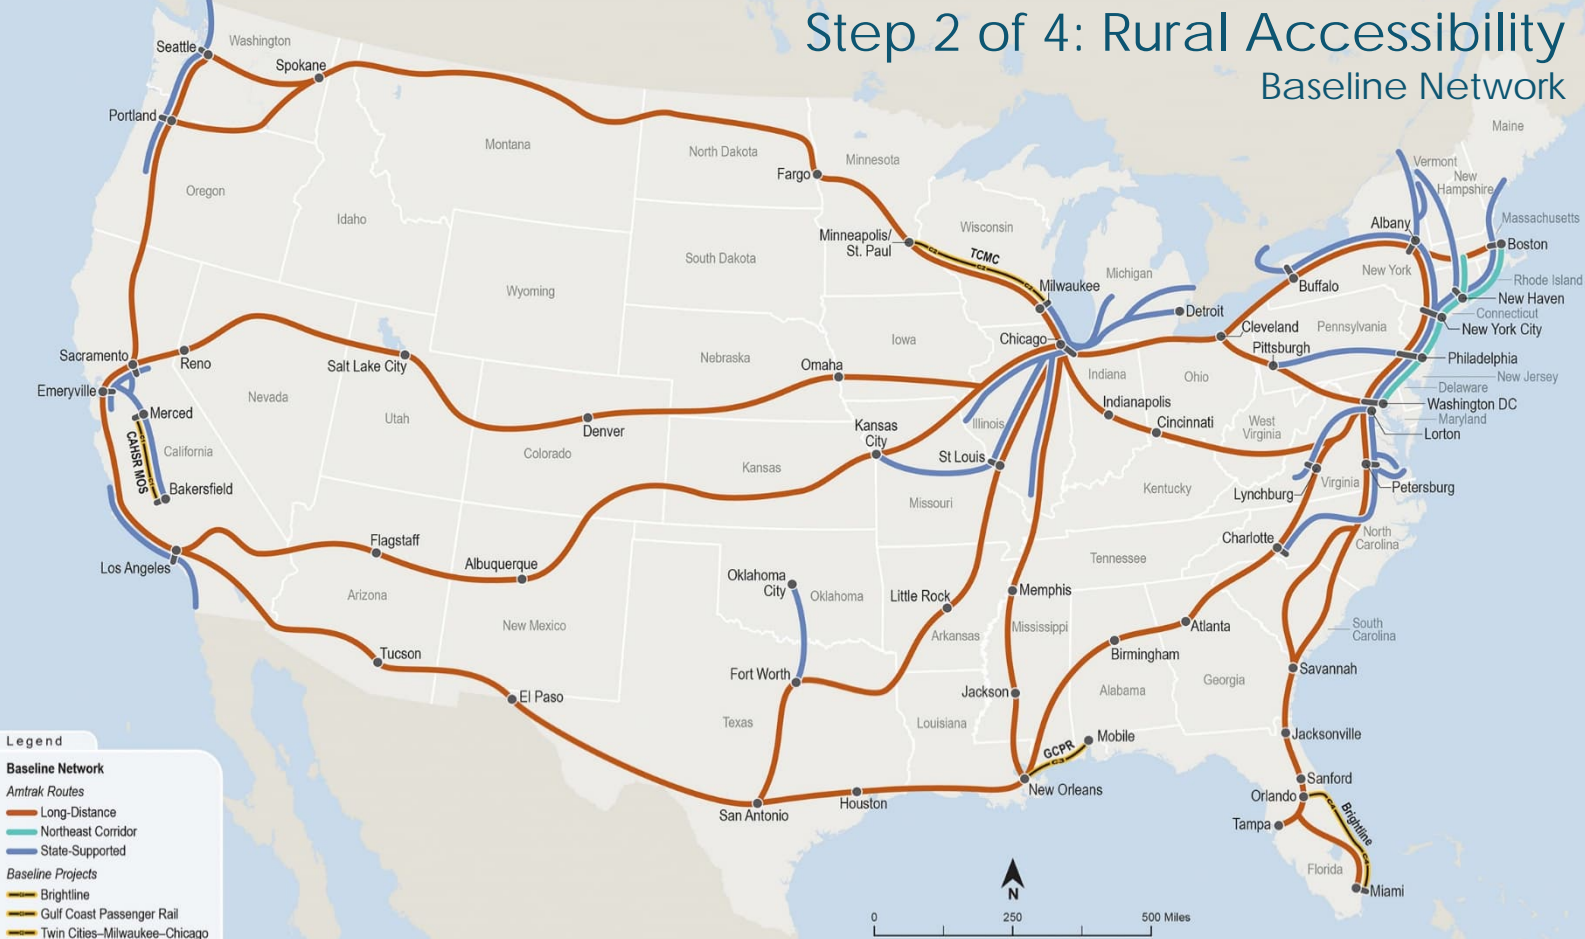 Step 2 of 4: Rural Accessibility
Baseline Network
Seattle
Washington
Spokane
Portland
Oregon
Idaho
Montana
North Dakota
Fargo
Minnesota
Minneapolis/
St. Paul
TCMC
C2
C2
C2
Wisconsin
Milwaukee
Michigan
Detroit
Chicago
South Dakota
Wyoming
Iowa
Nebraska
Omaha
Maine
Vermont
New
Hampshire
Albany
Massachusetts
Boston
New York
Buffalo
Rhode Island
New Haven
Connecticut
New York City
Pennsylvania
Cleveland
Pittsburgh
Philadelphia
New Jersey
Delaware
Washington DC
Maryland
Lorton
Sacramento
Reno
Emeryville
Merced
Nevada
Salt Lake City
Utah
California
CAHSR MOS
C1
C1
Bakersfield
Denver
Colorado
Kansas
City
Kansas
Illinois
Indiana
Ohio
Indianapolis
Cincinnati
West
Virginia
St Louis
Missouri
Kentucky
Lynchburg
Virginia
Petersburg
Charlotte
North
Carolina
Los Angeles
Flagstaff
Albuquerque
Arizona
New Mexico
Oklahoma
City
Oklahoma
Little Rock
Arkansas
Tennessee
Memphis
Mississippi
Atlanta
Birmingham
South
Carolina
Tucson
El Paso
Fort Worth
Texas
Jackson
Louisiana
Alabama
Georgia
Savannah
Mobile
GCPR
C3
New Orleans
Jacksonville
San Antonio
Houston
Sanford
Orlando
Tampa
Brightline
C4
C4
Florida
Miami
Legend
Baseline Network
Amtrak Routes
Long-Distance
Northeast Corridor
State-Supported
Baseline Projects
Brightline
Gulf Coast Passenger Rail
Twin Cities–Milwaukee–Chicago
N
0 250 500 Miles